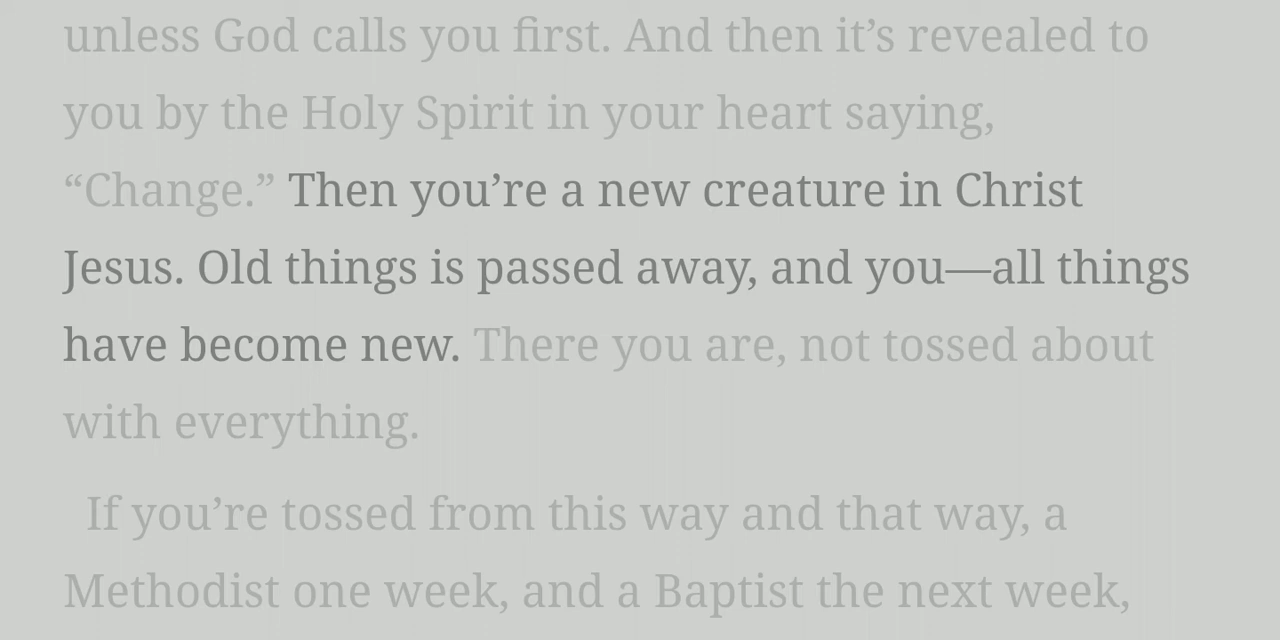 unless God calls you first. And then it’s revealed to
you by the Holy Spirit in your heart saying,
“Change.” Then you’re a new creature in Christ
Jesus. Old things is passed away, and you—all things
have become new. There you are, not tossed about
with everything.
If you’re tossed from this way and that way, a
Methodist one week, and a Baptist the next week,